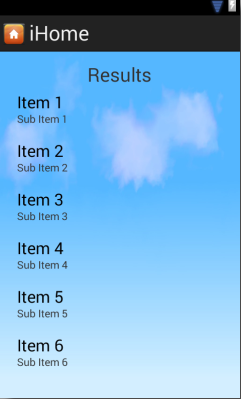 iHome
Results
Item 1
Sub Item 1
Item 2
Sub Item 2
Item 3
Sub Item 3
Item 4
Sub Item 4
Item 5
Sub Item 5
Item 6
Sub Item 6